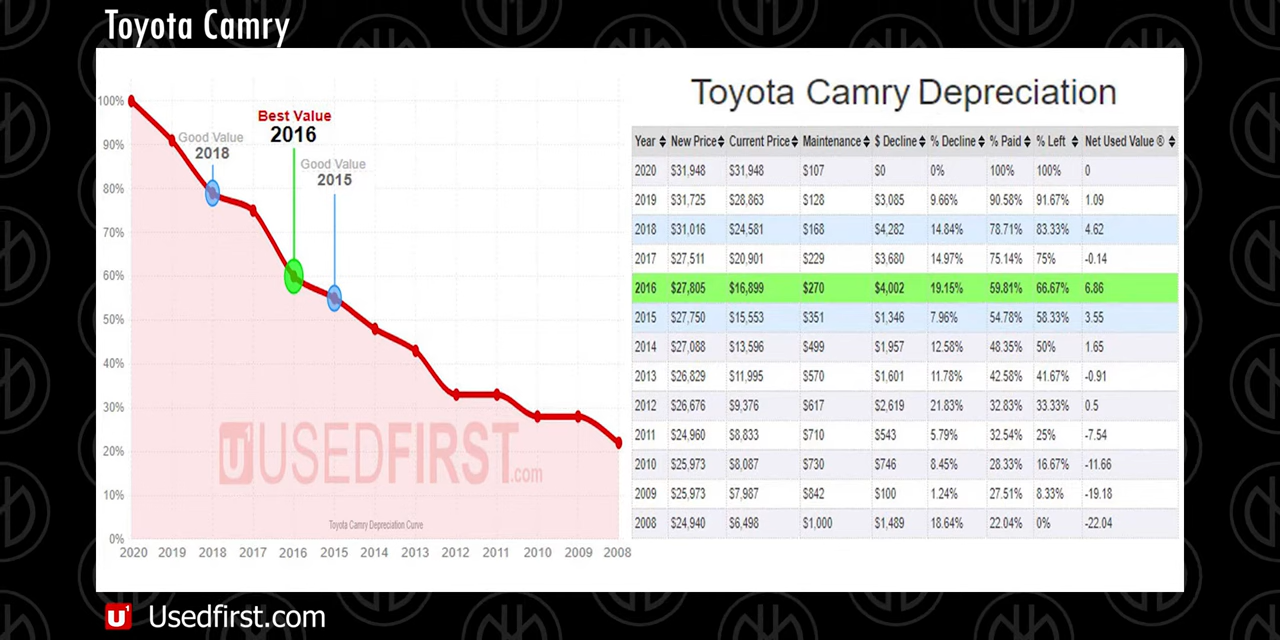 Toyota Camry
100%
90%
80%
70%
60%
50%
40%
30%
20%
10%
0%
Good Value
2018
Best Value
2016
Good Value
2015
U1 USEDFIRST.com
Toyota Camry Depreciation Curve
2020 2019 2018 2017 2016 2015 2014 2013 2012 2011 2010 2009 2008
Toyota Camry Depreciation
Year New Price Current Price Maintenance $ Decline % Decline % Paid % Left Net Used Value ®
2020 $31,948 $31,948 $107 $0 0% 100% 100% 0
2019 $31,725 $28,863 $128 $3,085 9.66% 90.58% 91.67% 1.09
2018 $31,016 $24,581 $168 $4,282 14.84% 78.71% 83.33% 4.62
2017 $27,511 $20,901 $229 $3,680 14.97% 75.14% 75% -0.14
2016 $27,805 $16,899 $270 $4,002 19.15% 59.81% 66.67% 6.86
2015 $27,750 $15,553 $351 $1,346 7.96% 54.78% 58.33% 3.55
2014 $27,088 $13,596 $499 $1,957 12.58% 48.35% 50% 1.65
2013 $26,829 $11,995 $570 $1,601 11.78% 42.58% 41.67% -0.91
2012 $26,676 $9,376 $617 $2,619 21.83% 32.83% 33.33% 0.5
2011 $24,960 $8,833 $710 $543 5.79% 32.54% 25% -7.54
2010 $25,973 $8,087 $730 $746 8.45% 28.33% 16.67% -11.66
2009 $25,973 $7,987 $842 $100 1.24% 27.51% 8.33% -19.18
2008 $24,940 $6,498 $1,000 $1,489 18.64% 22.04% 0% -22.04
U1 Usedfirst.com